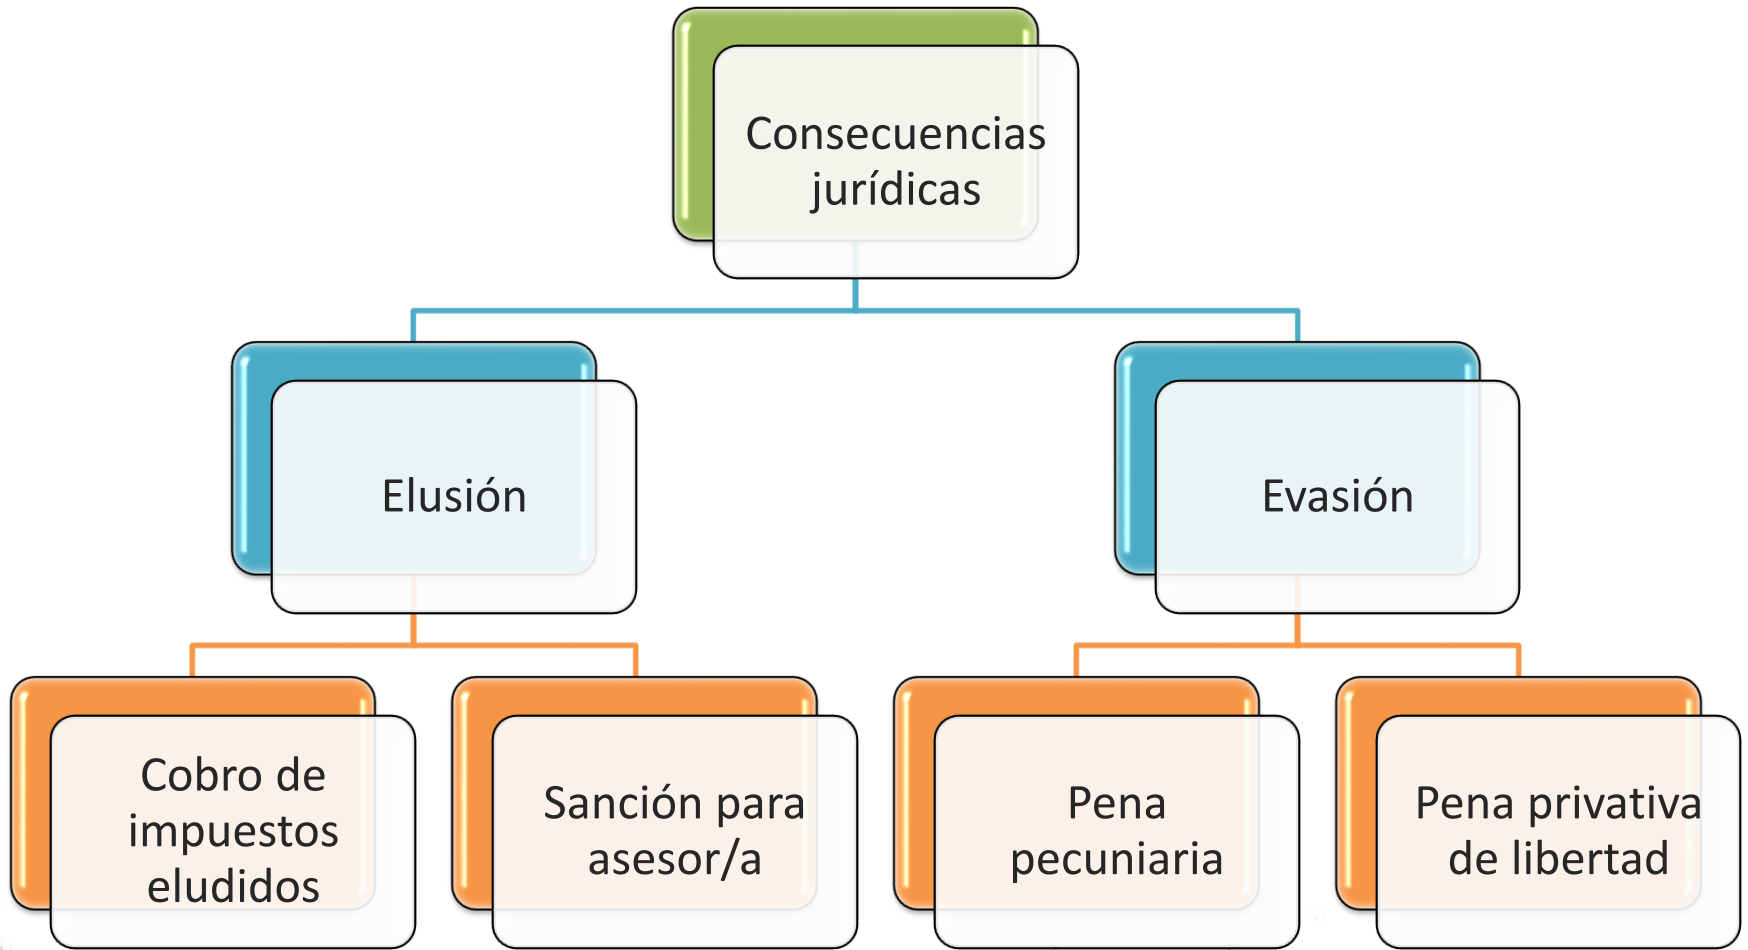 Consecuencias
jurídicas
Elusión
Evasión
Cobro de
impuestos
eludidos
Sanción para
asesor/a
Pena
pecuniaria
Pena privativa
de libertad